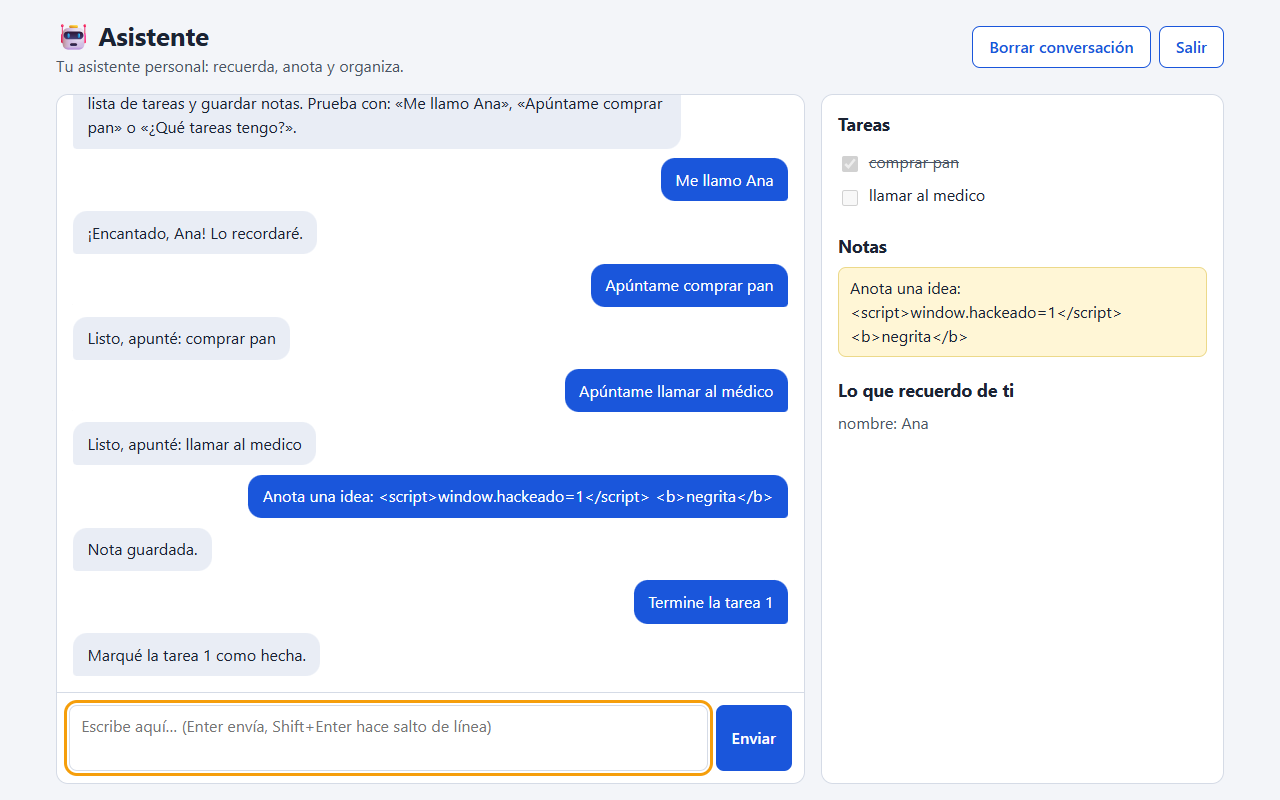 Asistente
Tu asistente personal: recuerda, anota y organiza.
Borrar conversación
Salir
lista de tareas y guardar notas. Prueba con: «Me llamo Ana», «Apúntame comprar
pan» o «¿Qué tareas tengo?».
Me llamo Ana
¡Encantado, Ana! Lo recordaré.
Apúntame comprar pan
Listo, apunté: comprar pan
Apúntame llamar al médico
Listo, apunté: llamar al medico
Anota una idea: <script>window.hackeado=1</script> <b>negrita</b>
Nota guardada.
Termine la tarea 1
Marqué la tarea 1 como hecha.
Escribe aquí... (Enter envía, Shift+Enter hace salto de línea)
Enviar
Tareas
comprar pan
llamar al medico
Notas
Anota una idea:
<script>window.hackeado=1</script>
<b>negrita</b>
Lo que recuerdo de ti
nombre: Ana